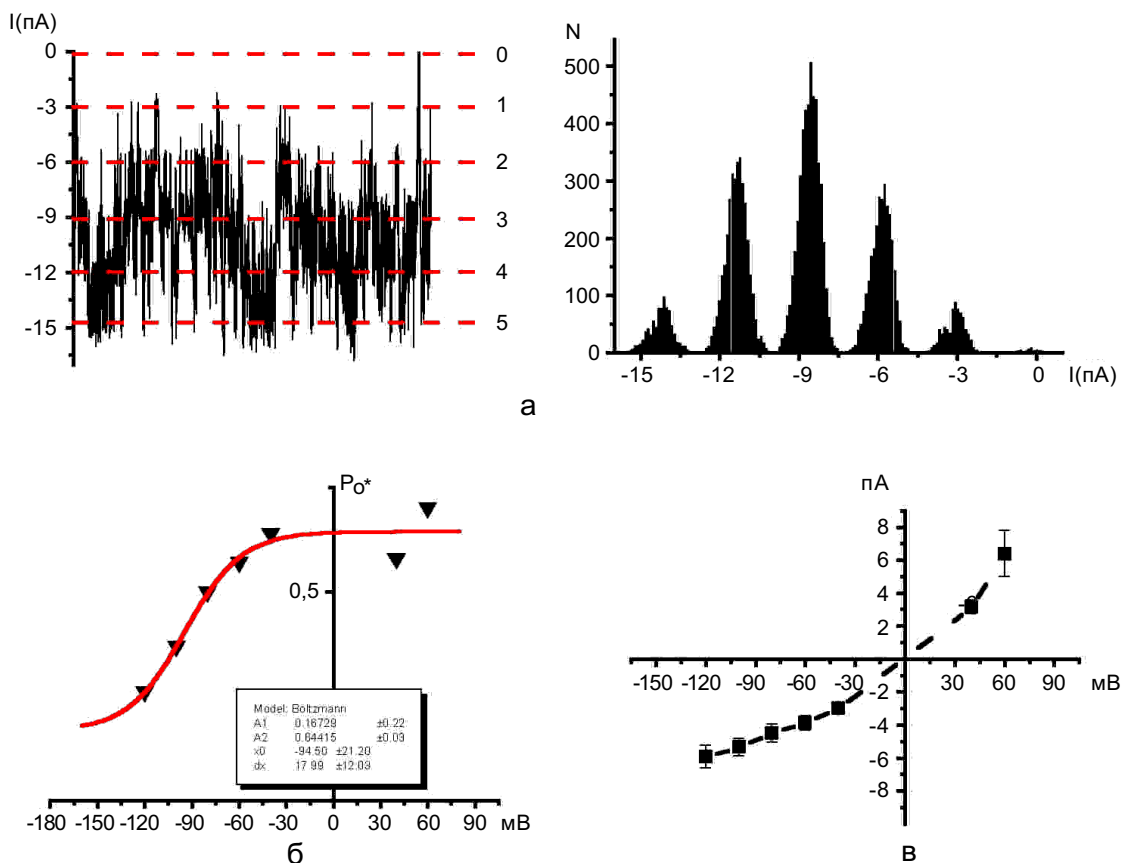 I(пА)
0
-3
-6
-9
-12
-15
0
1
2
3
4
5
N
500
400
300
200
100
0
-15 -12 -9 -6 -3 0 I(пА)
а
Po*
0,5
Model: Boltzmann
A1 0.16729 ±0.22
A2 0.64415 ±0.03
x0 -94.50 ±21.20
dx 17.99 ±12.03
-180 -150 -120 -90 -60 -30 0 30 60 90 мВ
б
пА
8
6
4
2
-150 -120 -90 -60 -30 30 60 90 мВ
-2
-4
-6
-8
в